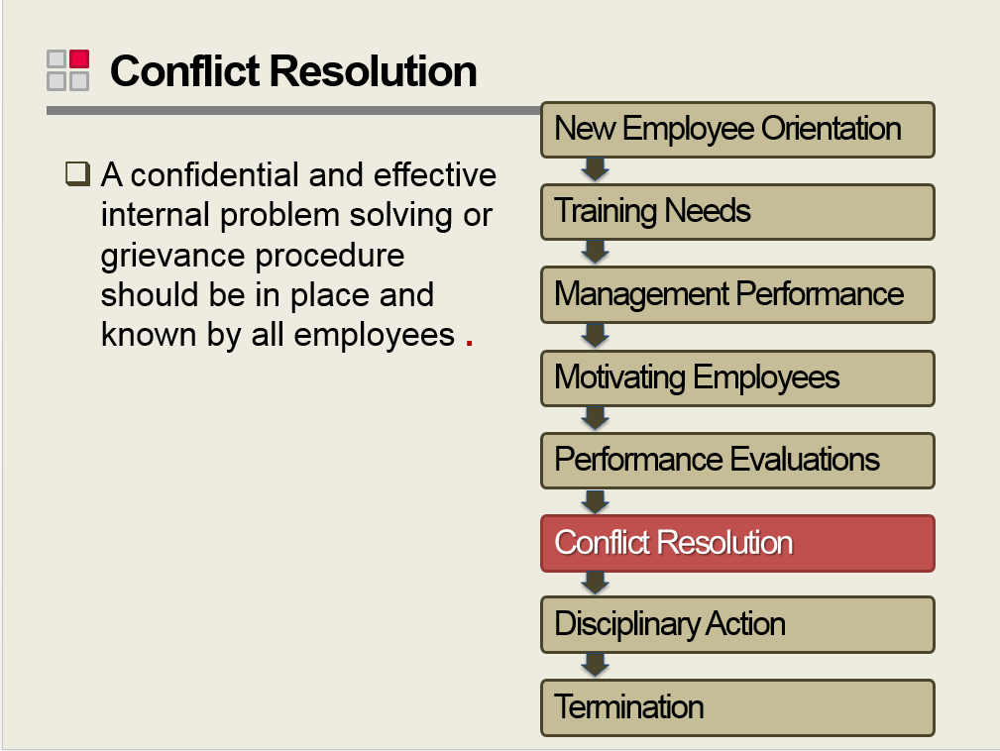 Conflict Resolution
A confidential and effective
internal problem solving or
grievance procedure
should be in place and
known by all employees .
New Employee Orientation
Training Needs
Management Performance
Motivating Employees
Performance Evaluations
Conflict Resolution
Disciplinary Action
Termination